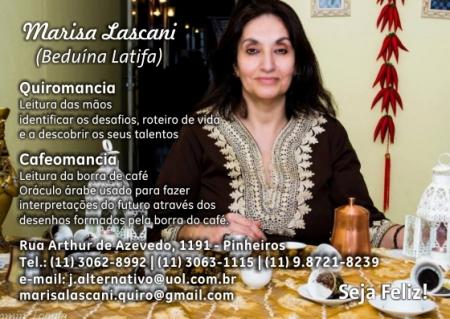 Marisa Lascani
(Beduína Latifa)
Quiromancia
Leitura das mãos
identificar os desafios, roteiro de vida
e a descobrir os seus talentos
Cafeomancia
Leitura da borra de café
Oráculo árabe usado para fazer
interpretações do futuro através dos
desenhos formados pela borra do café.
Rua Arthur de Azevedo, 1191 - Pinheiros
Tel.: (11) 3062-8992 | (11) 3063-1115 | (11) 9.8721-8239
e-mail: j.alternativo@uol.com.br
marisalascani.quiro@gmail.com
Seja Feliz!